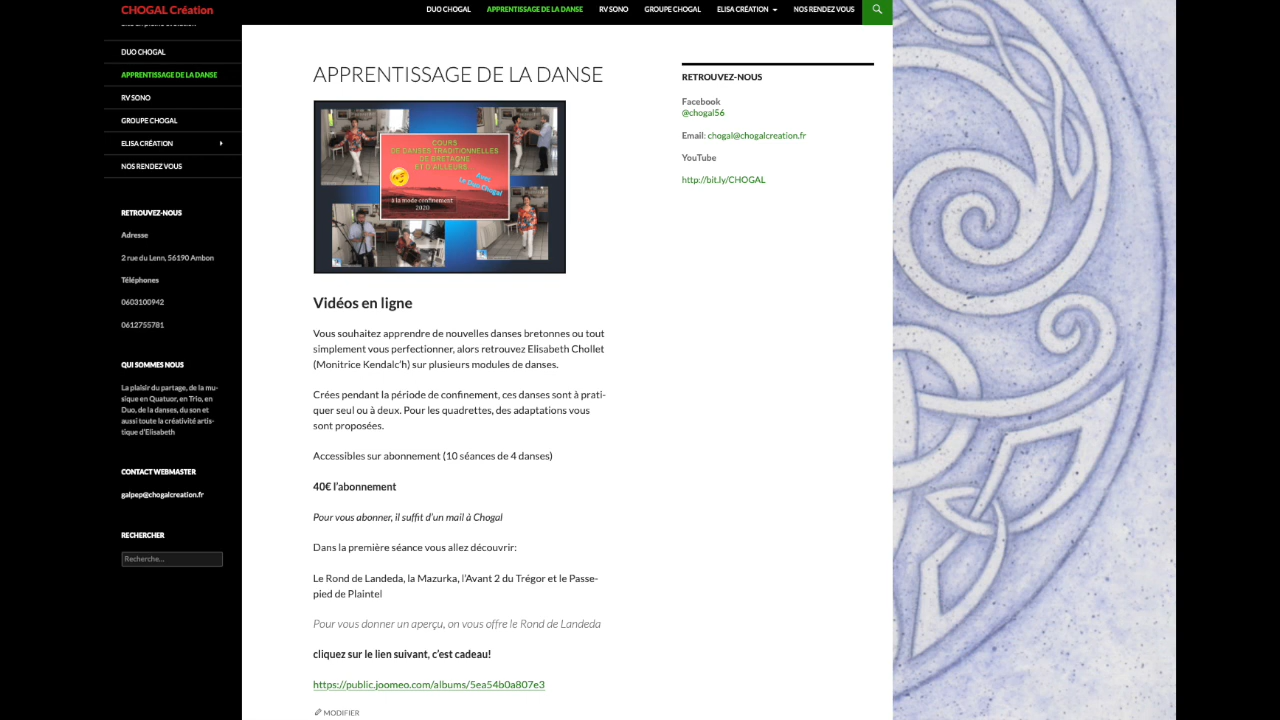 CHOGAL Création
DUO CHOGAL
APPRENTISSAGE DE LA DANSE
RV SONO
GROUPE CHOGAL
ELISA CRÉATION
NOS RENDEZ VOUS
DUO CHOGAL
APPRENTISSAGE DE LA DANSE
RV SONO
GROUPE CHOGAL
ELISA CRÉATION
NOS RENDEZ VOUS
RETROUVEZ-NOUS
Adresse
2 rue du Lenn, 56190 Ambon
Téléphones
0603100942
0612755781
QUI SOMMES NOUS
La plaisir du partage, de la mu-
sique en Quatuor, en Trio, en
Duo, de la danses, du son et
aussi toute la créativité artis-
tique d'Elisabeth
CONTACT WEBMASTER
galpep@chogalcreation.fr
RECHERCHER
Recherche...
APPRENTISSAGE DE LA DANSE
COURS
DE DANSES TRADITIONNELLES
DE BRETAGNE
ET D'AILLEURS
Avec
Le Duo Chogal
à la mode confinement
2020
Vidéos en ligne
Vous souhaitez apprendre de nouvelles danses bretonnes ou tout
simplement vous perfectionner, alors retrouvez Elisabeth Chollet
(Monitrice Kendalc'h) sur plusieurs modules de danses.
Crées pendant la période de confinement, ces danses sont à prati-
quer seul ou à deux. Pour les quadrettes, des adaptations vous
sont proposées.
Accessibles sur abonnement (10 séances de 4 danses)
40€ l'abonnement
Pour vous abonner, il suffit d'un mail à Chogal
Dans la première séance vous allez découvrir:
Le Rond de Landeda, la Mazurka, l'Avant 2 du Trégor et le Passe-
pied de Plaintel
Pour vous donner un aperçu, on vous offre le Rond de Landeda
cliquez sur le lien suivant, c'est cadeau!
https://public.joomeo.com/albums/5ea54b0a807e3
MODIFIER
RETROUVEZ-NOUS
Facebook
@chogal56
Email: chogal@chogalcreation.fr
YouTube
http://bit.ly/CHOGAL